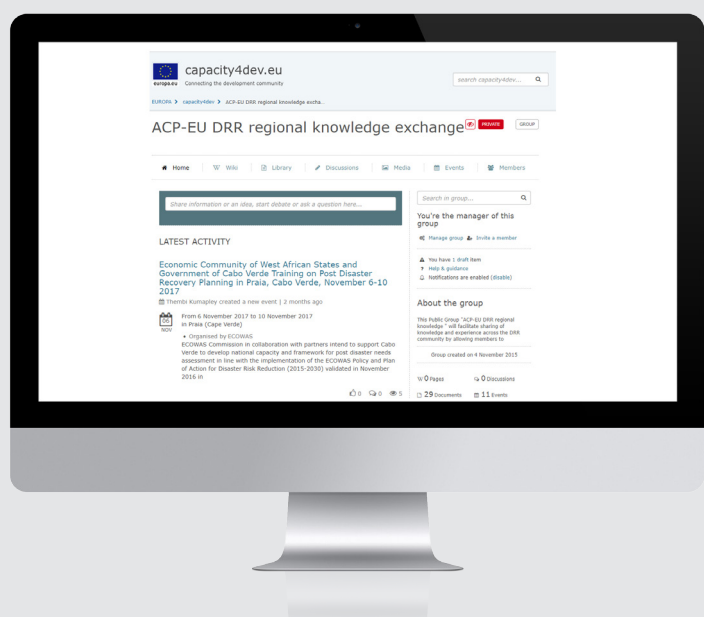 capacity4dev.eu
europa.eu
Connecting the development community
search capacity4dev...
EUROPA > capacity4dev > ACP-EU DRR regional knowledge excha...
ACP-EU DRR regional knowledge exchange PRIVATE GROUP
Home W Wiki Library Discussions Media Events Members
Share information or an idea, start debate or ask a question here...
LATEST ACTIVITY
Economic Community of West African States and
Government of Cabo Verde Training on Post Disaster
Recovery Planning in Praia, Cabo Verde, November 6-10
2017
Thembi Kumapley created a new event | 2 months ago
06
NOV
From 6 November 2017 to 10 November 2017
in Praia (Cape Verde)
• Organised by ECOWAS
ECOWAS Commission in collaboration with partners intend to support Cabo
Verde to develop national capacity and framework for post disaster needs
assessment in line with the implementation of the ECOWAS Policy and Plan
of Action for Disaster Risk Reduction (2015-2030) validated in November
2016 in
0 0 5
Search in group...
You're the manager of this
group
Manage group Invite a member
You have 1 draft item
? Help & guidance
Notifications are enabled (disable)
About the group
This Public Group "ACP-EU DRR regional
knowledge " will facilitate sharing of
knowledge and experience across the DRR
community by allowing members to
Group created on 4 November 2015
W 0 Pages 0 Discussions
29 Documents 11 Events